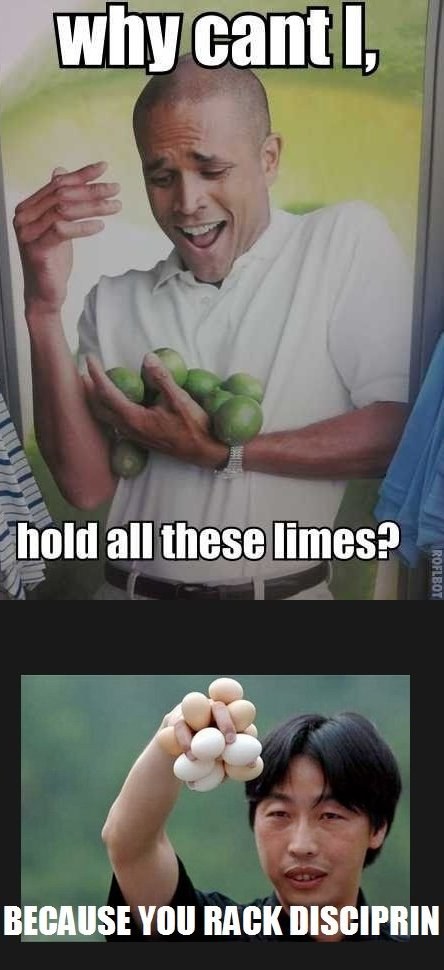 why cant I,
hold all these limes?
ROFLBOT
BECAUSE YOU RACK DISCIPRIN